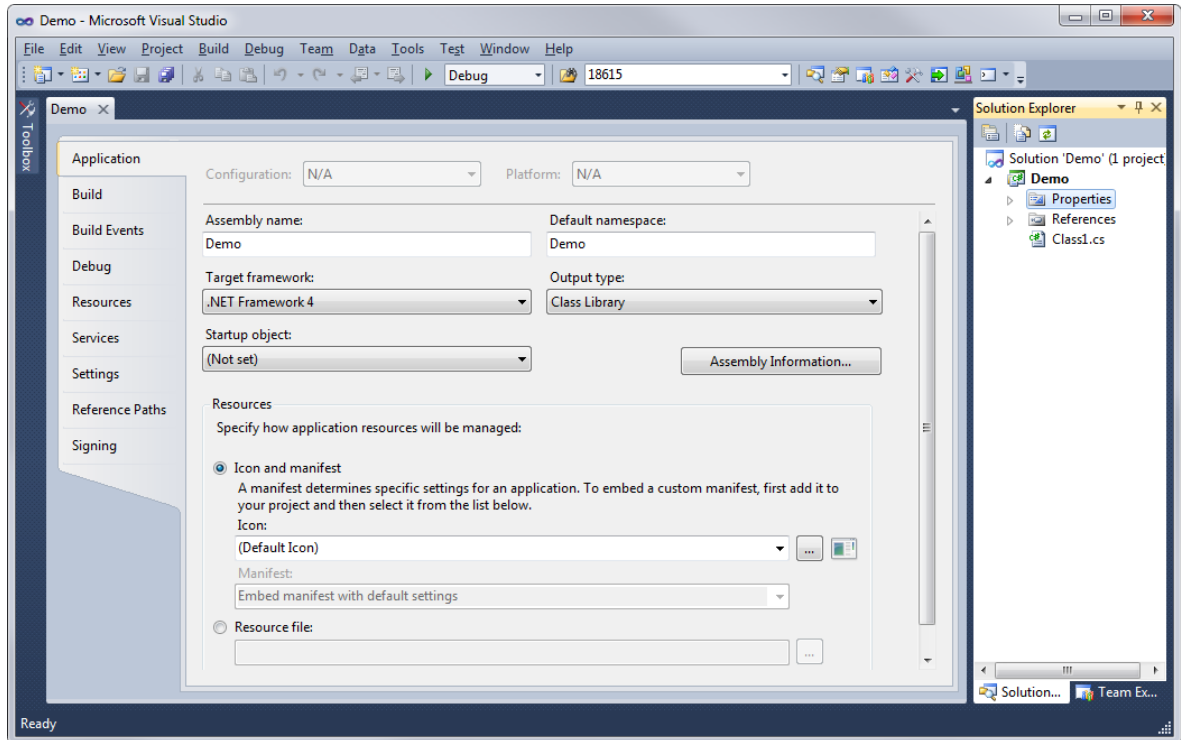 Demo - Microsoft Visual Studio
File Edit View Project Build Debug Team Data Tools Test Window Help
Debug 18615
Toolbox
Demo
Application
Build
Build Events
Debug
Resources
Services
Settings
Reference Paths
Signing
Configuration: N/A Platform: N/A
Assembly name: Default namespace:
Demo Demo
Target framework: Output type:
.NET Framework 4 Class Library
Startup object:
(Not set) Assembly Information...
Resources
Specify how application resources will be managed:
Icon and manifest
A manifest determines specific settings for an application. To embed a custom manifest, first add it to
your project and then select it from the list below.
Icon:
(Default Icon) ...
Manifest:
Embed manifest with default settings
Resource file:
...
Solution Explorer
Solution 'Demo' (1 project
Demo
Properties
References
Class1.cs
Solution... Team Ex...
Ready